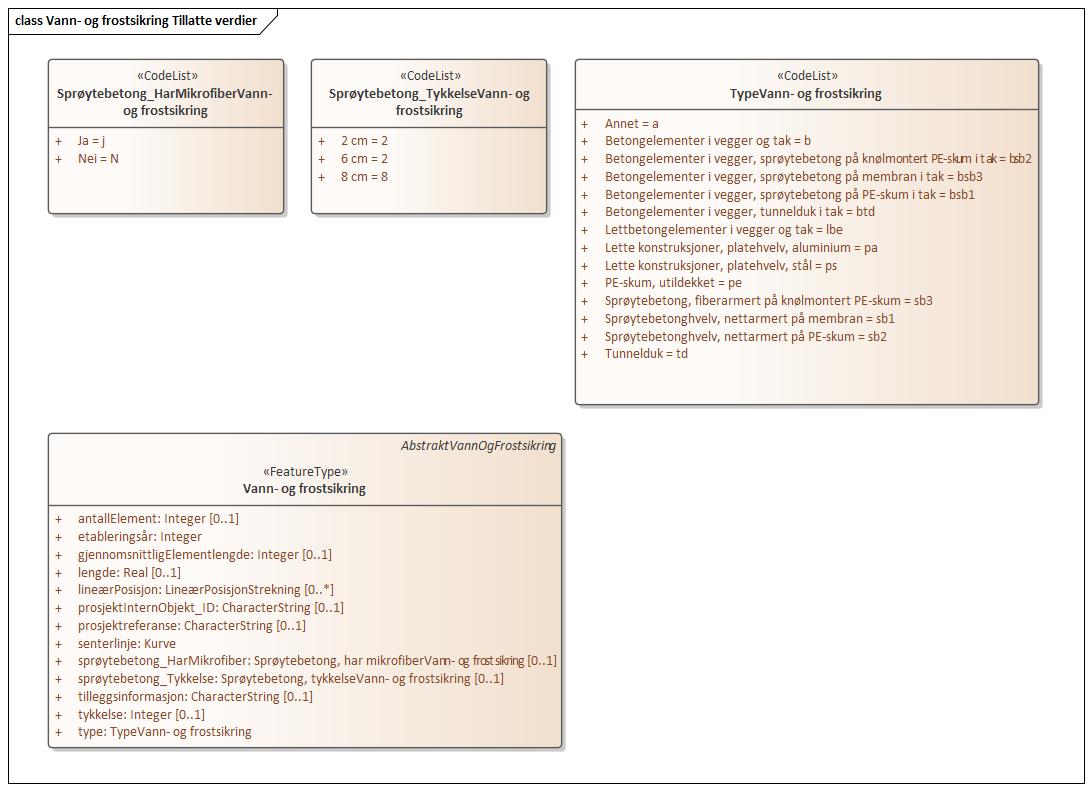 class Vann- og frostsikring Tillatte verdier
«CodeList»
Sprøytebetong_HarMikrofiberVann-
og frostsikring
+ Ja = j
+ Nei = N
«CodeList»
Sprøytebetong_TykkelseVann- og
frostsikring
+ 2 cm = 2
+ 6 cm = 2
+ 8 cm = 8
«CodeList»
TypeVann- og frostsikring
+ Annet = a
+ Betongelementer i vegger og tak = b
+ Betongelementer i vegger, sprøytebetong på knølmontert PE-skum i tak = bsb2
+ Betongelementer i vegger, sprøytebetong på membran i tak = bsb3
+ Betongelementer i vegger, sprøytebetong på PE-skum i tak = bsb1
+ Betongelementer i vegger, tunnelduk i tak = btd
+ Lettbetongelementer i vegger og tak = lbe
+ Lette konstruksjoner, platehvelv, aluminium = pa
+ Lette konstruksjoner, platehvelv, stål = ps
+ PE-skum, utildekket = pe
+ Sprøytebetong, fiberarmert på knølmontert PE-skum = sb3
+ Sprøytebetonghvelv, nettarmert på membran = sb1
+ Sprøytebetonghvelv, nettarmert på PE-skum = sb2
+ Tunnelduk = td
AbstraktVannOgFrostsikring
«FeatureType»
Vann- og frostsikring
+ antallElement: Integer [0..1]
+ etableringsår: Integer
+ gjennomsnittligElementlengde: Integer [0..1]
+ lengde: Real [0..1]
+ lineærPosisjon: LineærPosisjonStrekning [0..*]
+ prosjektInternObjekt_ID: CharacterString [0..1]
+ prosjektreferanse: CharacterString [0..1]
+ senterlinje: Kurve
+ sprøytebetong_HarMikrofiber: Sprøytebetong, har mikrofiberVann- og frostsikring [0..1]
+ sprøytebetong_Tykkelse: Sprøytebetong, tykkelseVann- og frostsikring [0..1]
+ tilleggsinformasjon: CharacterString [0..1]
+ tykkelse: Integer [0..1]
+ type: TypeVann- og frostsikring